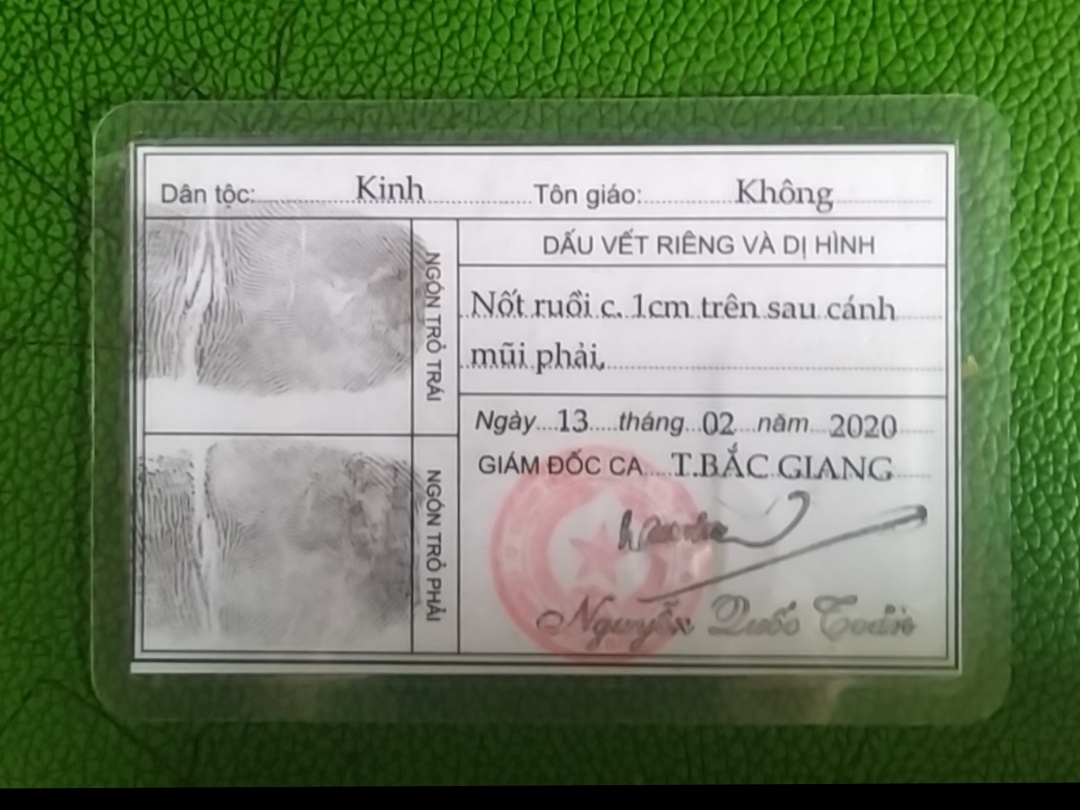 Dân tộc: Kinh Tôn giáo: Không
NGÓN TRỎ TRÁI
NGÓN TRỎ PHẢI
DẤU VẾT RIÊNG VÀ DỊ HÌNH
Nốt ruồi c. 1cm trên sau cánh
mũi phải,
Ngày 13 tháng 02 năm 2020
GIÁM ĐỐC CA T.BẮC GIANG
Nguyễn Quốc Toản